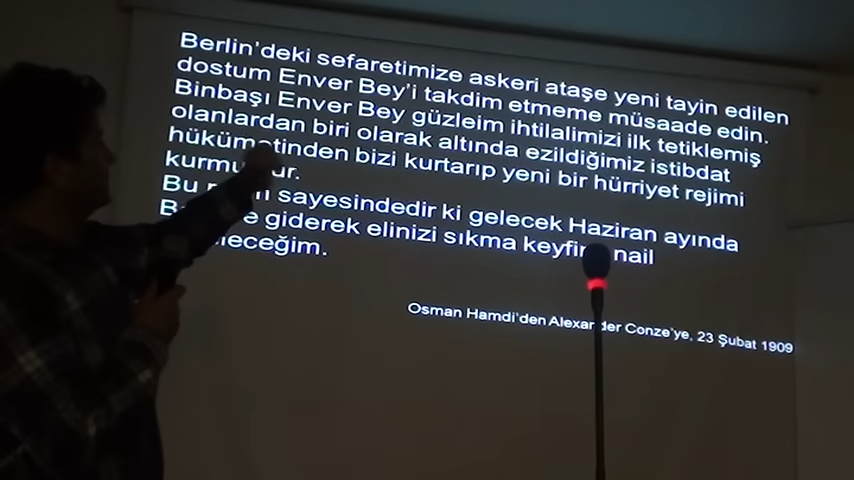 Berlin'deki sefaretimize askeri ataşe yeni tayin edilen
dostum Enver Bey'i takdim etmeme müsaade edin.
Binbaşı Enver Bey güzleim ihtilalimizi ilk tetiklemiş
olanlardan biri olarak altında ezildiğimiz istibdat
hükümetinden bizi kurtarıp yeni bir hürriyet rejimi
Bu sayesindedir ki gelecek Haziran ayında
giderek elinizi sıkma nail
Osman Hamdi'den Alexander Conze'ye, 23 Şubat 1909